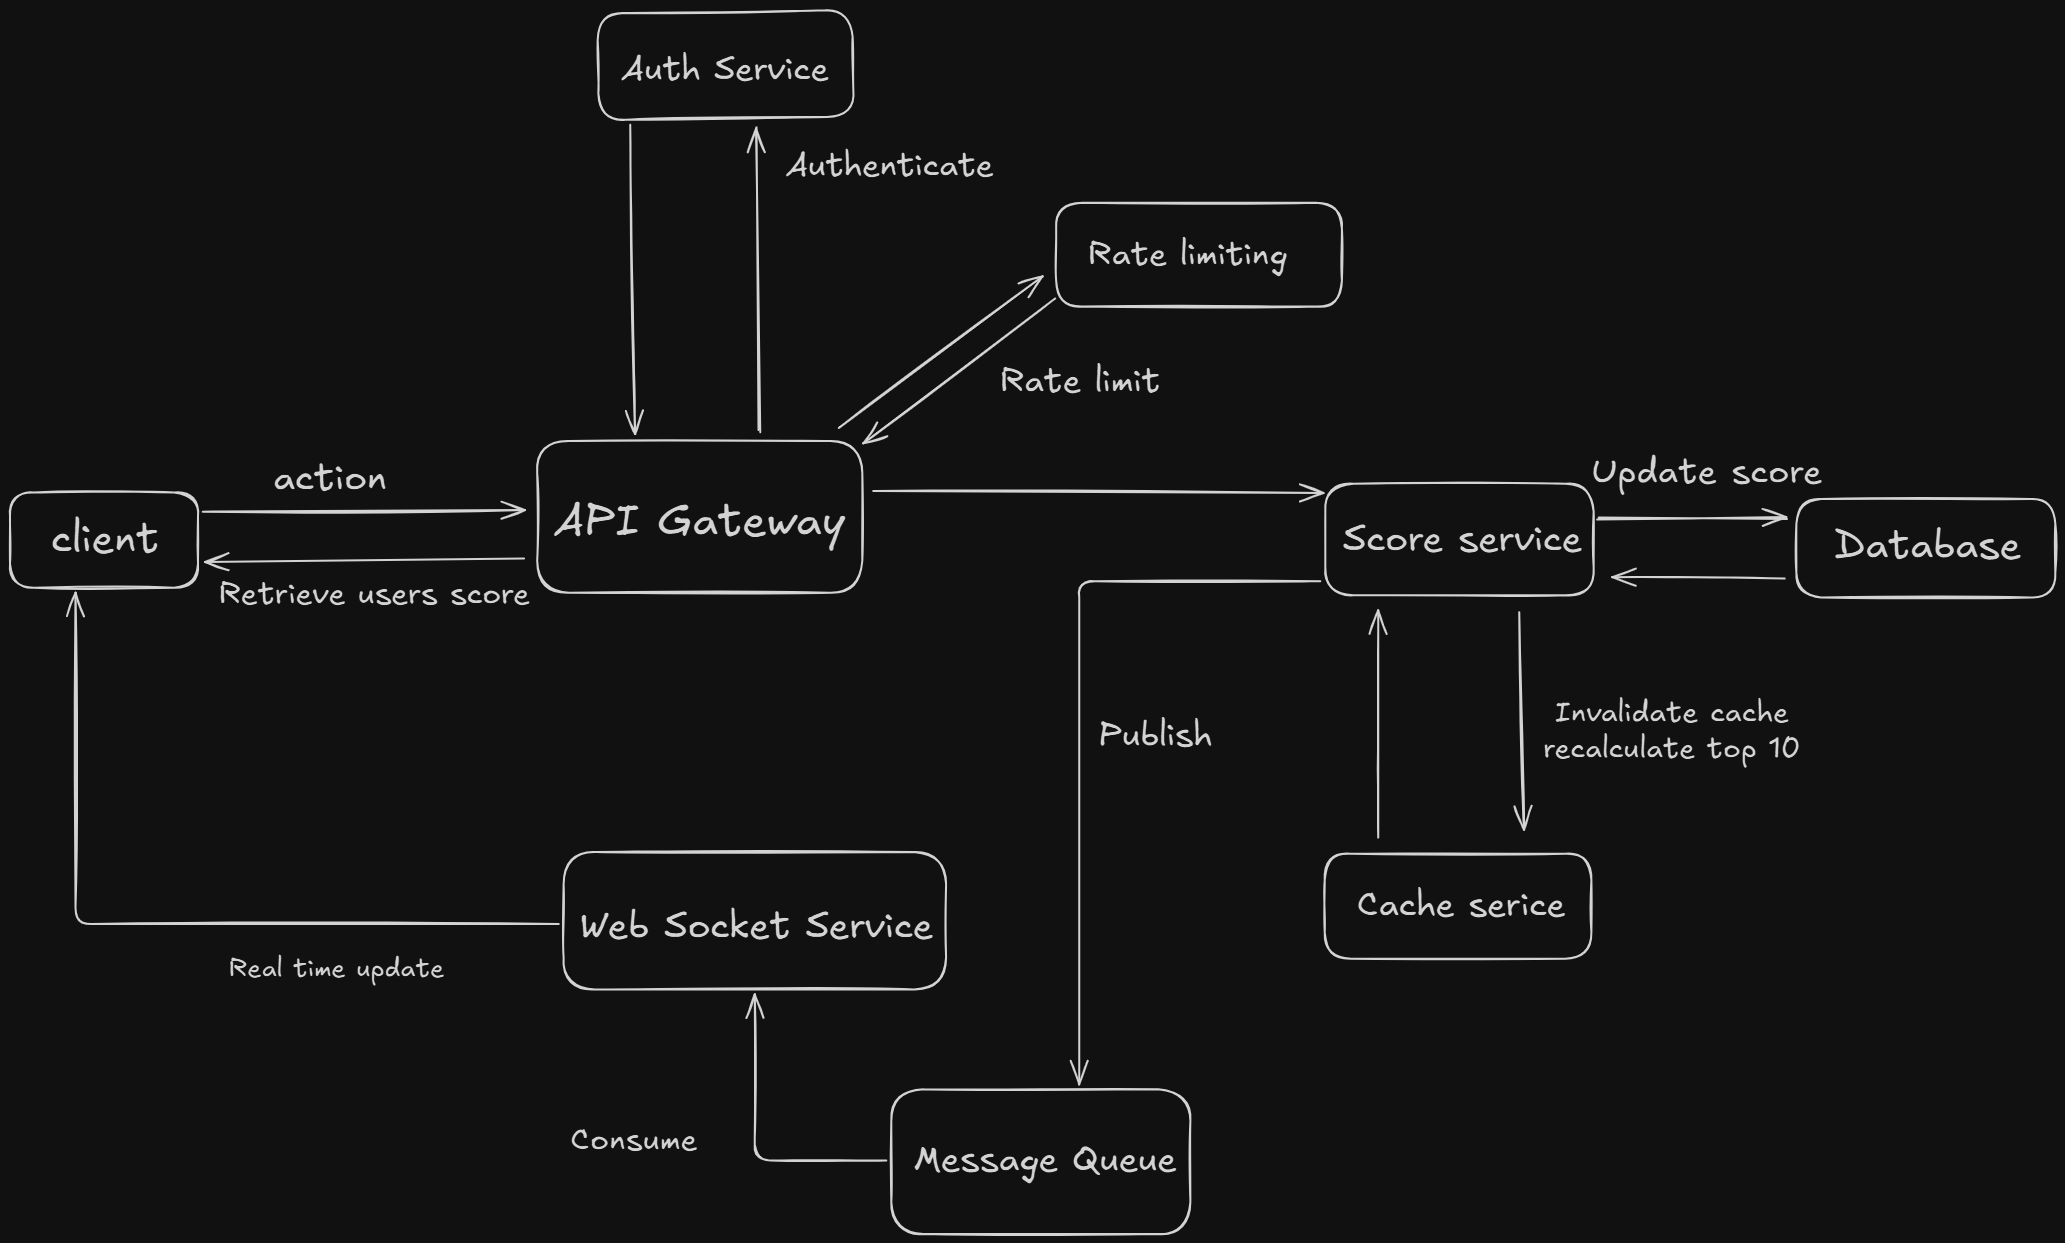 Auth Service
Authenticate
Rate limiting
Rate limit
action
client
API Gateway
Retrieve users score
Update score
Score service
Database
Publish
Invalidate cache
recalculate top 10
Cache serice
Web Socket Service
Real time update
Consume
Message Queue